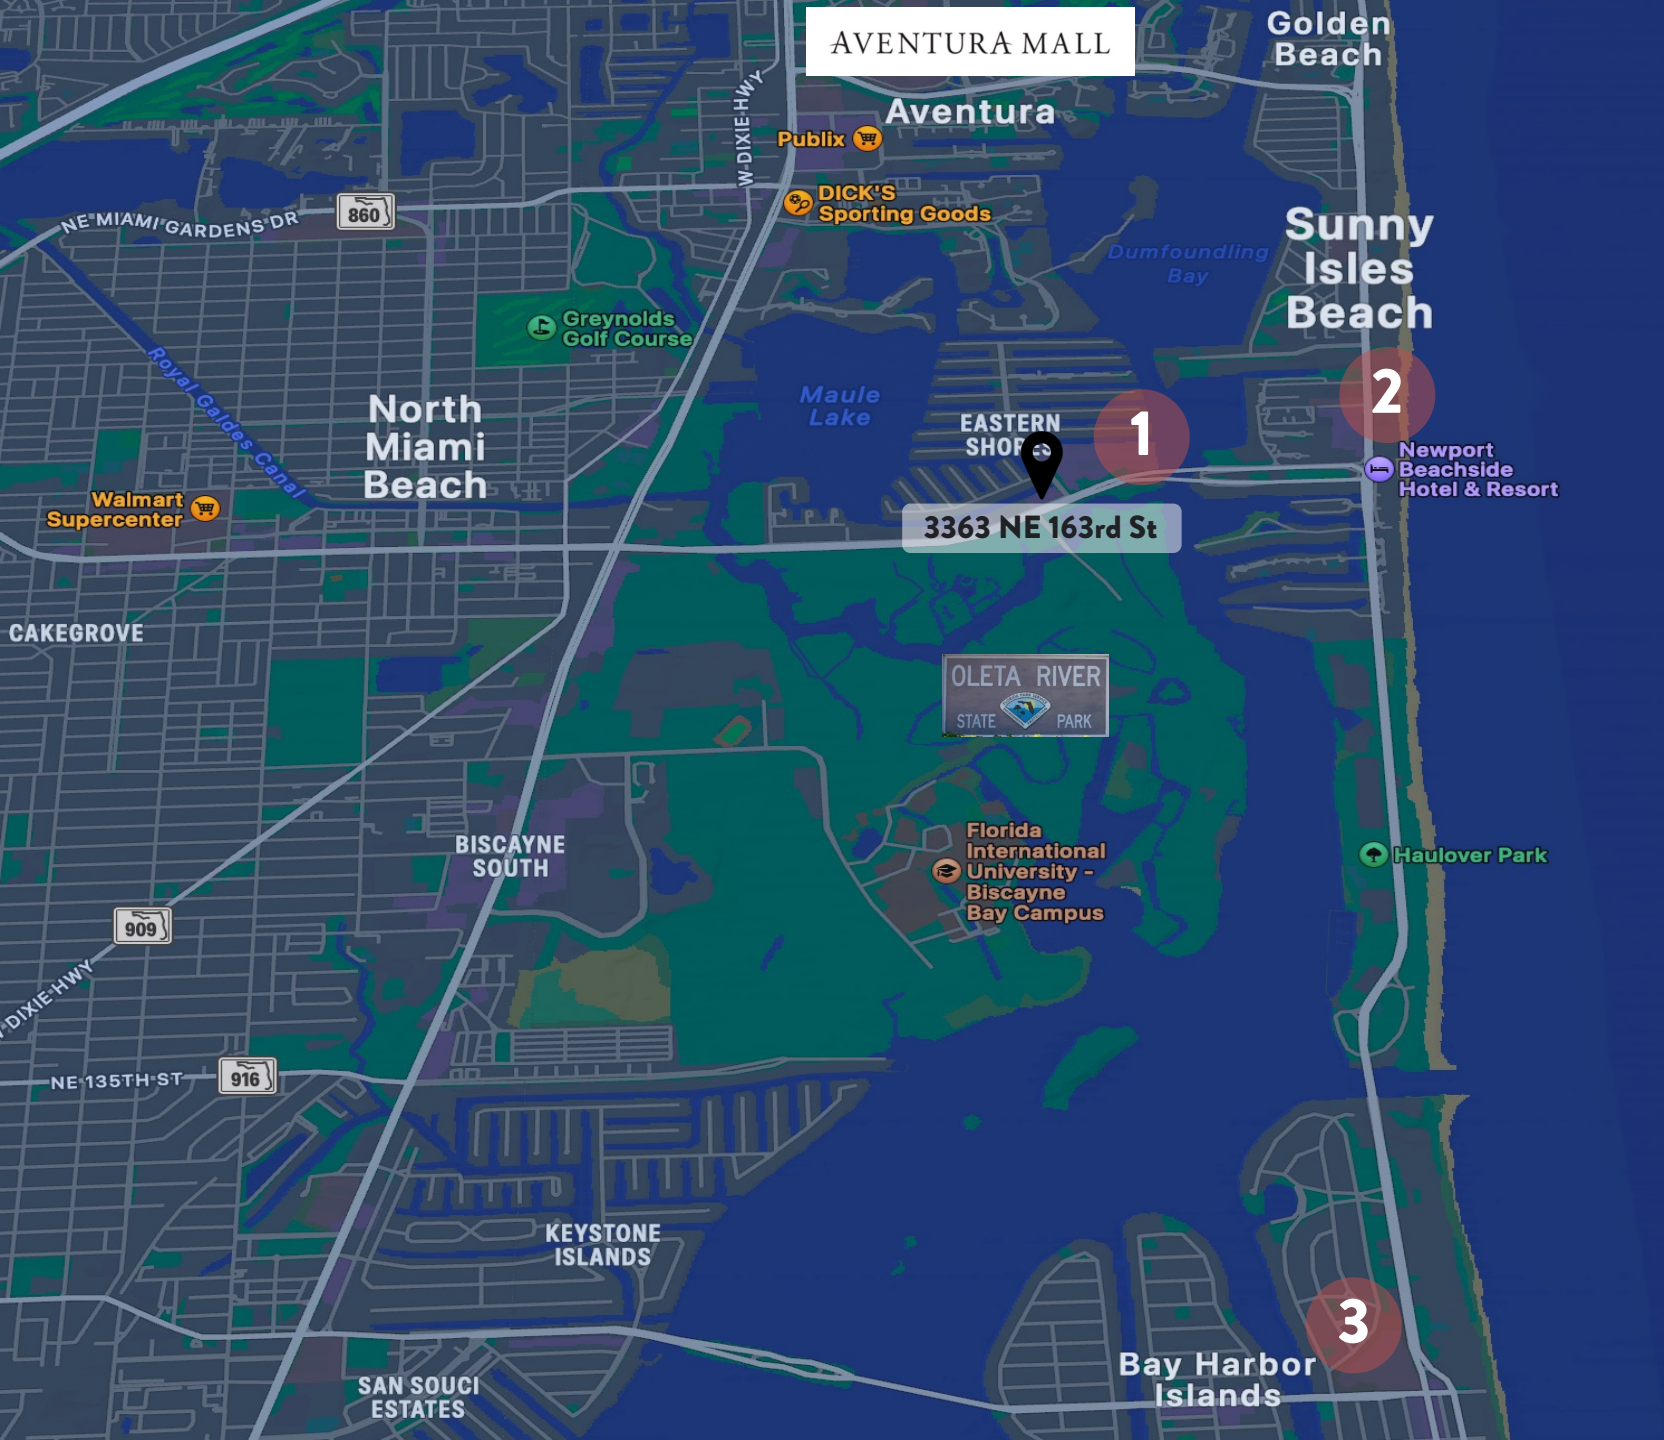 AVENTURA MALL
Golden
Beach
Aventura
W DIXIE HWY
Publix
DICK'S
Sporting Goods
860
NE MIAMI GARDENS DR
Sunny
Isles
Beach
Dumfoundling
Bay
Greynolds
Golf Course
Royal Galdes Canal
North
Miami
Beach
Maule
Lake
2
1
EASTERN
SHORES
Newport
Beachside
Hotel & Resort
Walmart
Supercenter
3363 NE 163rd St
CAKEGROVE
OLETA RIVER
STATE PARK
BISCAYNE
SOUTH
Florida
International
University -
Biscayne
Bay Campus
Haulover Park
909
DIXIE HWY
NE 135TH ST
916
KEYSTONE
ISLANDS
3
Bay Harbor
Islands
SAN SOUCI
ESTATES